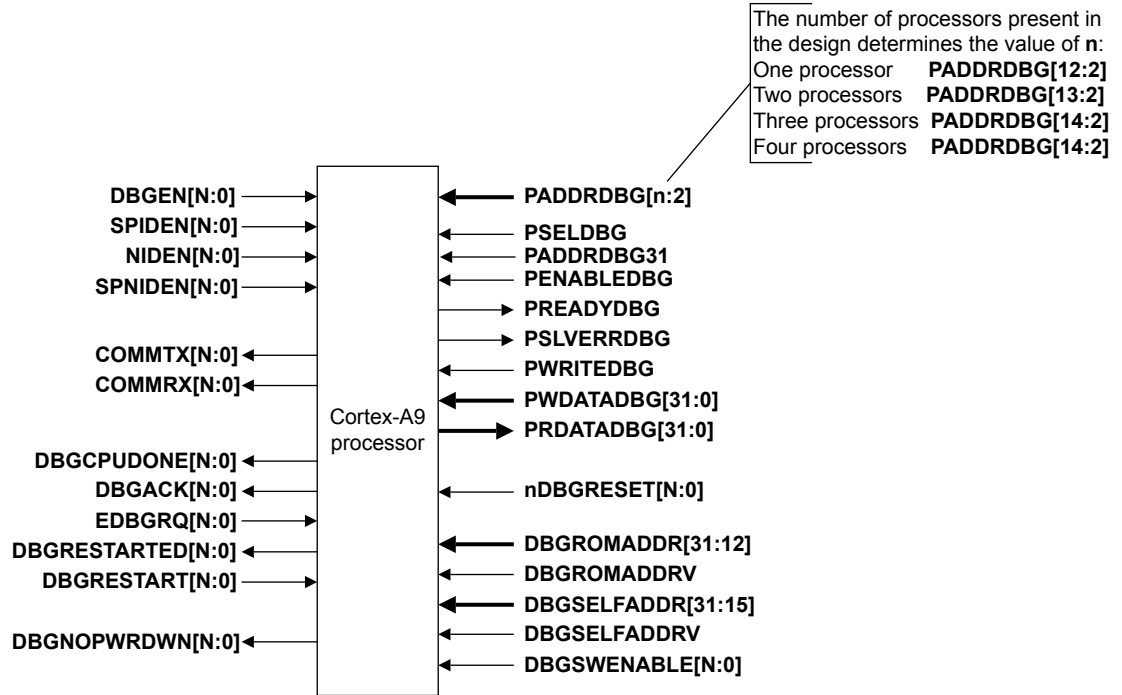 The number of processors present in
the design determines the value of n:
One processor PADDRDBG[12:2]
Two processors PADDRDBG[13:2]
Three processors PADDRDBG[14:2]
Four processors PADDRDBG[14:2]
DBGEN[N:0]
SPIDEN[N:0]
NIDEN[N:0]
SPNIDEN[N:0]
COMMTX[N:0]
COMMRX[N:0]
DBGCPUDONE[N:0]
DBGACK[N:0]
EDBGRQ[N:0]
DBGRESTARTED[N:0]
DBGRESTART[N:0]
DBGNOPWRDWN[N:0]
Cortex-A9
processor
PADDRDBG[n:2]
PSELDBG
PADDRDBG31
PENABLEDBG
PREADYDBG
PSLVERRDBG
PWRITEDBG
PWDATADBG[31:0]
PRDATADBG[31:0]
nDBGRESET[N:0]
DBGROMADDR[31:12]
DBGROMADDRV
DBGSELFADDR[31:15]
DBGSELFADDRV
DBGSWENABLE[N:0]